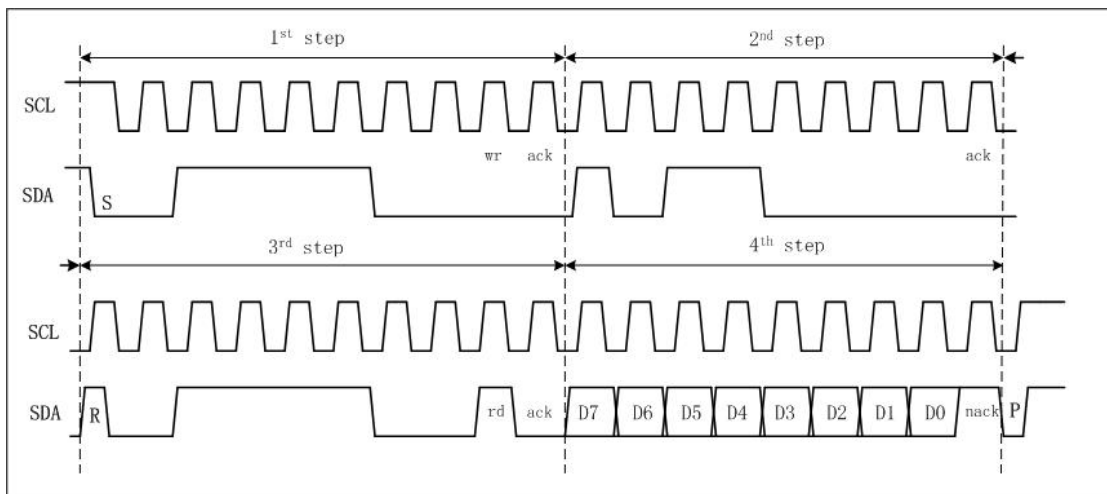 1st step 2nd step
SCL
wr ack ack
SDA S
3rd step 4th step
SCL
SDA R rd ack D7 D6 D5 D4 D3 D2 D1 D0 nack P